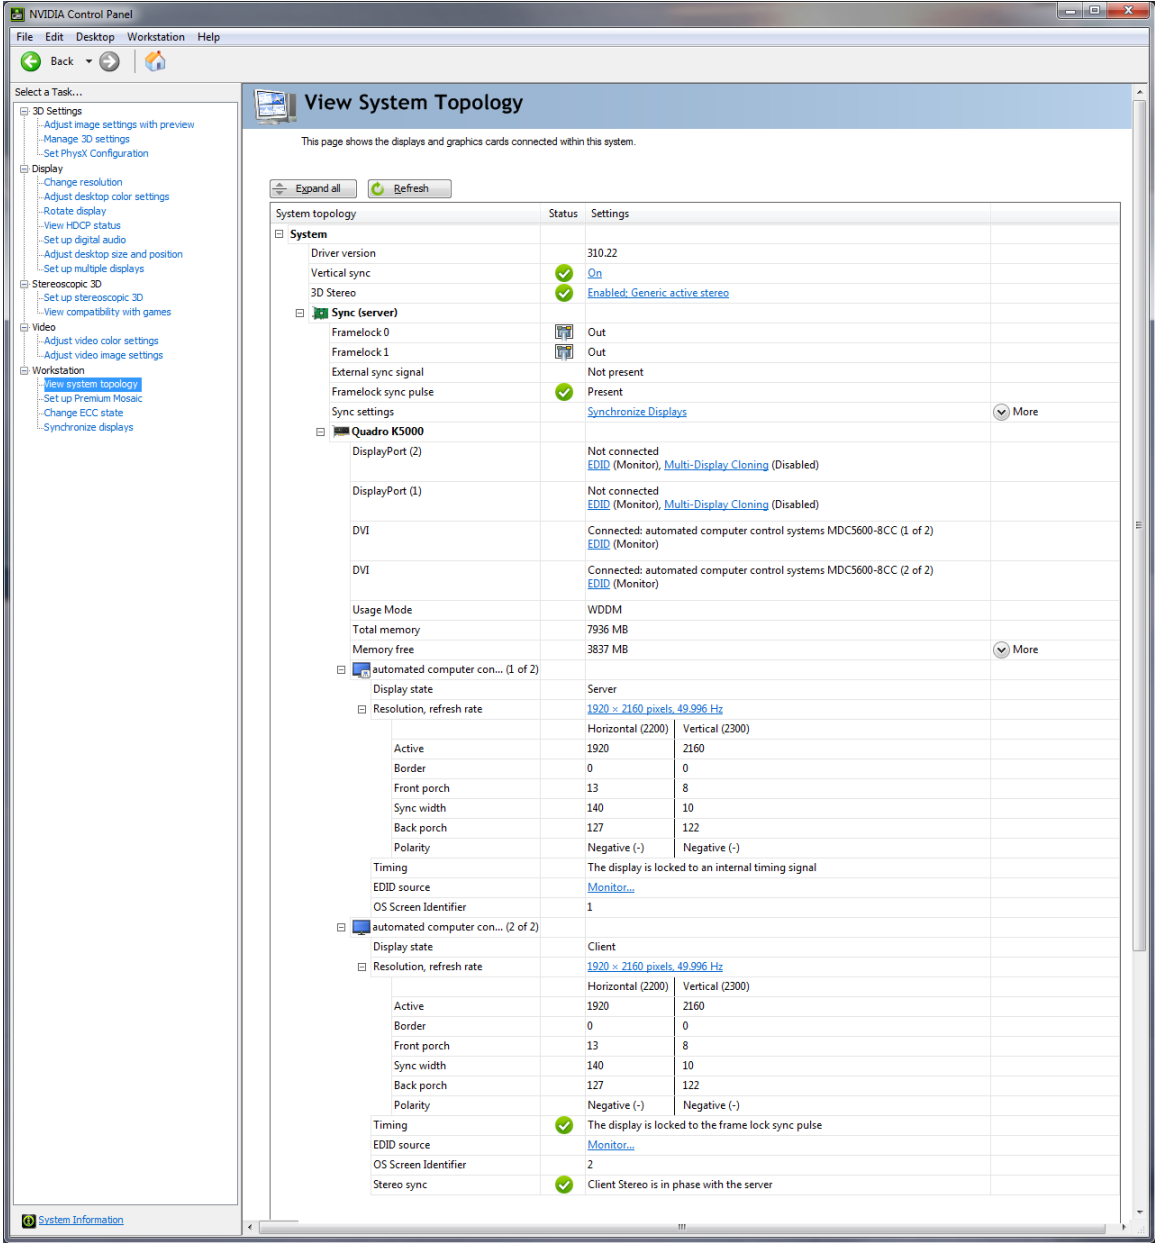 NVIDIA Control Panel
File Edit Desktop Workstation Help
Back
Select a Task...
3D Settings
Adjust image settings with preview
Manage 3D settings
Set PhysX Configuration
Display
Change resolution
Adjust desktop color settings
Rotate display
View HDCP status
Set up digital audio
Adjust desktop size and position
Set up multiple displays
Stereoscopic 3D
Set up stereoscopic 3D
View compatibility with games
Video
Adjust video color settings
Adjust video image settings
Workstation
View system topology
Set up Premium Mosaic
Change ECC state
Synchronize displays
System Information
View System Topology
This page shows the displays and graphics cards connected within this system.
Expand all Refresh
System topology Status Settings
System
Driver version 310.22
Vertical sync On
3D Stereo Enabled; Generic active stereo
Sync (server)
Framelock 0 Out
Framelock 1 Out
External sync signal Not present
Framelock sync pulse Present
Sync settings Synchronize Displays More
Quadro K5000
DisplayPort (2) Not connected
EDID (Monitor), Multi-Display Cloning (Disabled)
DisplayPort (1) Not connected
EDID (Monitor), Multi-Display Cloning (Disabled)
DVI Connected: automated computer control systems MDC5600-8CC (1 of 2)
EDID (Monitor)
DVI Connected: automated computer control systems MDC5600-8CC (2 of 2)
EDID (Monitor)
Usage Mode WDDM
Total memory 7936 MB
Memory free 3837 MB More
automated computer con... (1 of 2)
Display state Server
Resolution, refresh rate 1920 × 2160 pixels, 49.996 Hz
Horizontal (2200) Vertical (2300)
Active 1920 2160
Border 0 0
Front porch 13 8
Sync width 140 10
Back porch 127 122
Polarity Negative (-) Negative (-)
Timing The display is locked to an internal timing signal
EDID source Monitor...
OS Screen Identifier 1
automated computer con... (2 of 2)
Display state Client
Resolution, refresh rate 1920 × 2160 pixels, 49.996 Hz
Horizontal (2200) Vertical (2300)
Active 1920 2160
Border 0 0
Front porch 13 8
Sync width 140 10
Back porch 127 122
Polarity Negative (-) Negative (-)
Timing The display is locked to the frame lock sync pulse
EDID source Monitor...
OS Screen Identifier 2
Stereo sync Client Stereo is in phase with the server